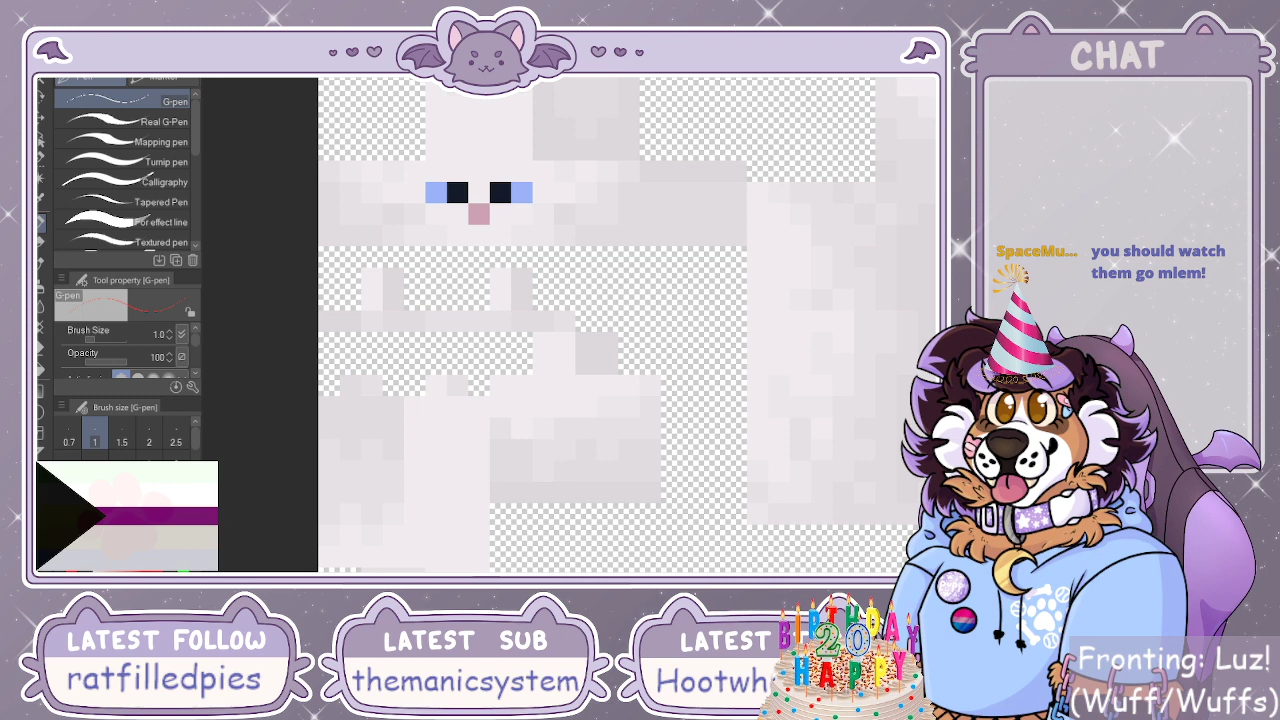 CHAT
G-pen
Real G-Pen
Mapping pen
Turnip pen
Calligraphy
Tapered Pen
For effect line
Textured pen
Tool property [G-pen]
G-pen
Brush Size 1.0
Opacity 100
Brush size [G-pen]
0.7 1 1.5 2 2.5
SpaceMu... you should watch
them go mlem!
LATEST FOLLOW
ratfilledpies
LATEST SUB
themanicsystem
LATEST
Hootwh
BIRTHDAY
20
HAPPY
Fronting: Luz!
(Wuff/Wuffs)